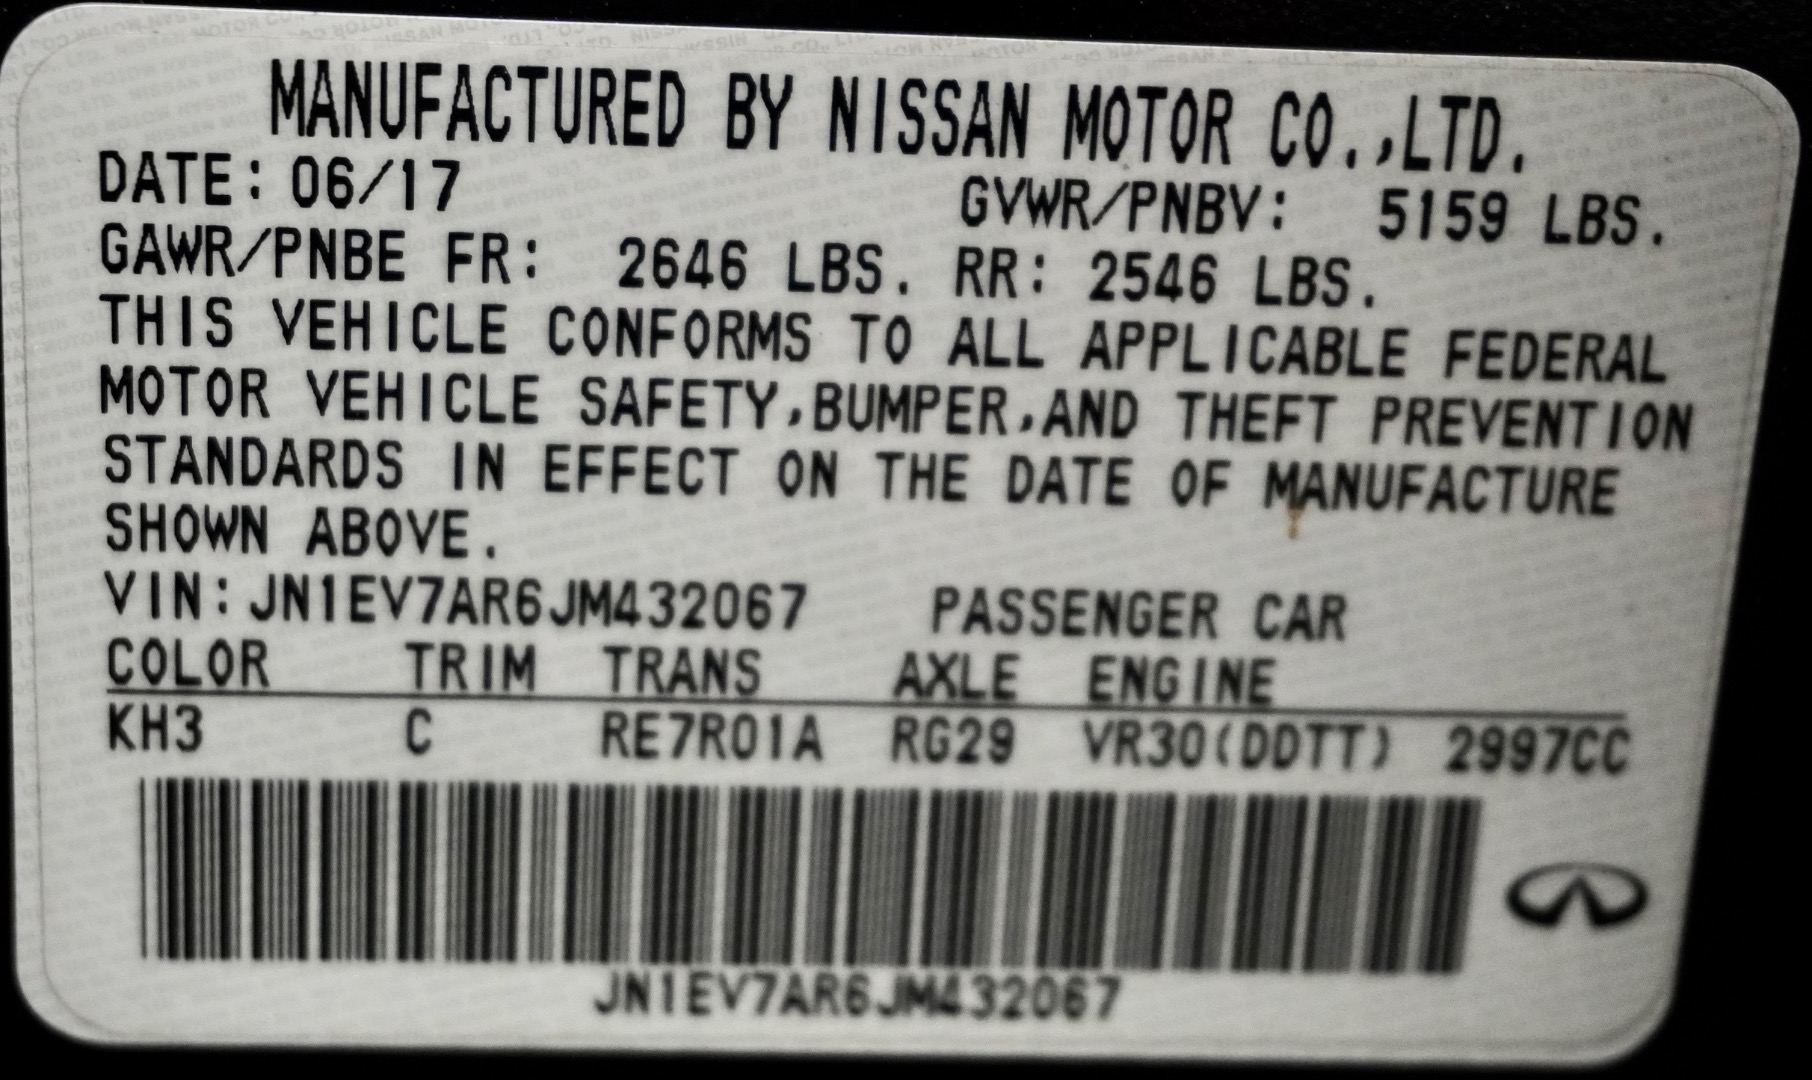 MANUFACTURED BY NISSAN MOTOR CO.,LTD.
DATE: 06/17 GVWR/PNBV: 5159 LBS.
GAWR/PNBE FR: 2646 LBS. RR: 2546 LBS.
THIS VEHICLE CONFORMS TO ALL APPLICABLE FEDERAL
MOTOR VEHICLE SAFETY,BUMPER,AND THEFT PREVENTION
STANDARDS IN EFFECT ON THE DATE OF MANUFACTURE
SHOWN ABOVE.
VIN:JN1EV7AR6JM432067 PASSENGER CAR
COLOR TRIM TRANS AXLE ENGINE
KH3 C RE7R01A RG29 VR30(DDTT) 2997CC
JN1EV7AR6JM432067